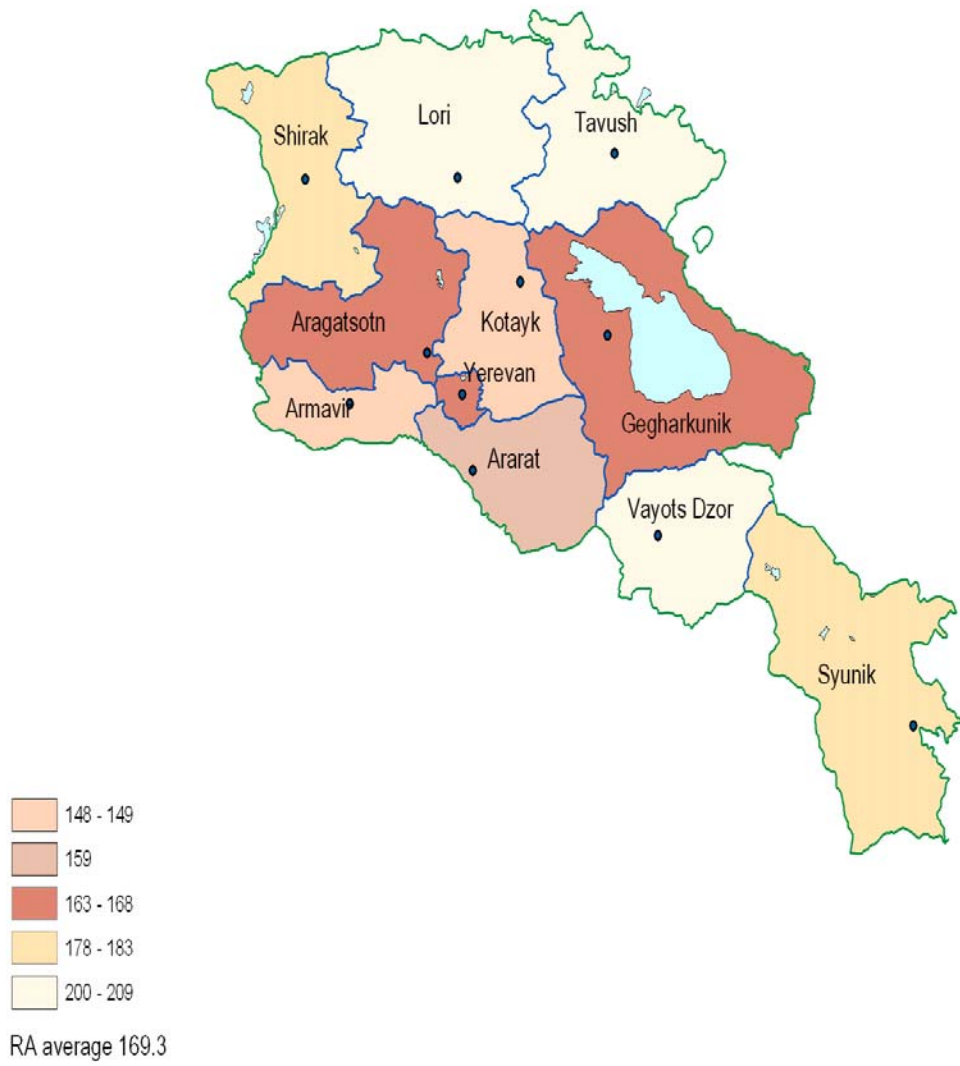 Lori
Tavush
Shirak
Aragatsotn
Kotayk
Yerevan
Armavir
Gegharkunik
Ararat
Vayots Dzor
Syunik
148 - 149
159
163 - 168
178 - 183
200 - 209
RA average 169.3